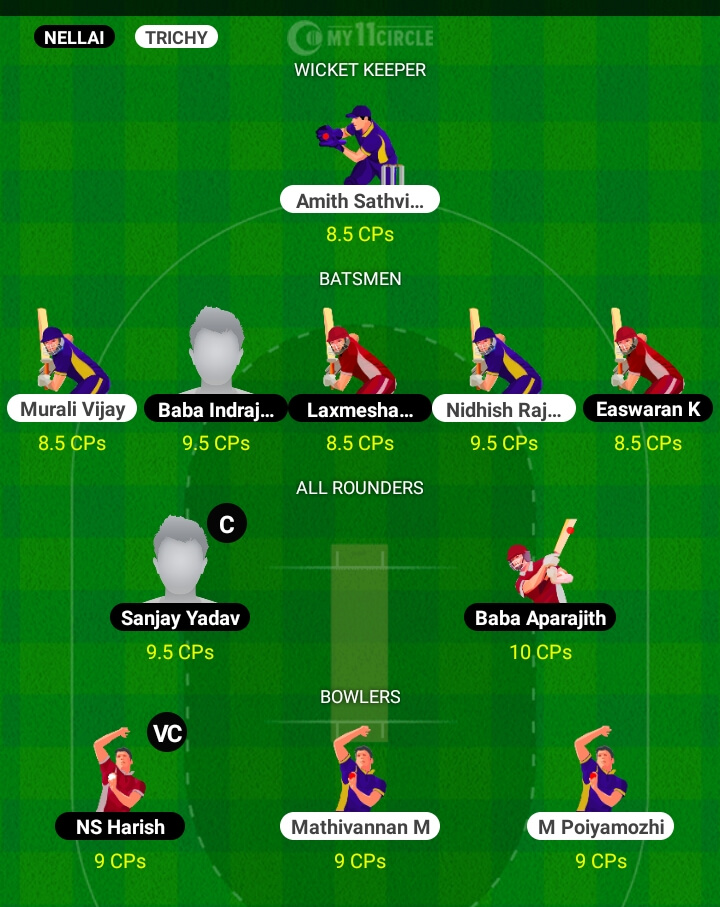 NELLAI TRICHY MY11CIRCLE
WICKET KEEPER
Amith Sathvi...
8.5 CPs
BATSMEN
Murali Vijay Baba Indraj... Laxmesha... Nidhish Raj... Easwaran K
8.5 CPs 9.5 CPs 8.5 CPs 9.5 CPs 8.5 CPs
ALL ROUNDERS
C
Sanjay Yadav Baba Aparajith
9.5 CPs 10 CPs
BOWLERS
VC
NS Harish Mathivannan M M Poiyamozhi
9 CPs 9 CPs 9 CPs